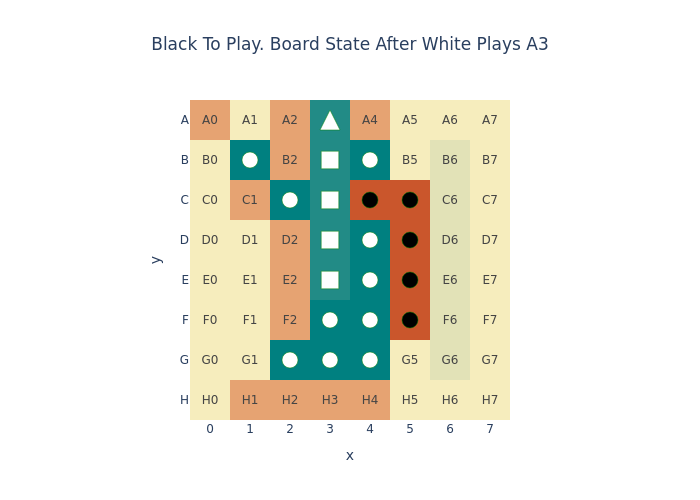 Black To Play. Board State After White Plays A3
A A0 A1 A2 A4 A5 A6 A7
B B0 B2 B5 B6 B7
C C0 C1 C6 C7
D D0 D1 D2 D6 D7
E E0 E1 E2 E6 E7
F F0 F1 F2 F6 F7
G G0 G1 G5 G6 G7
H H0 H1 H2 H3 H4 H5 H6 H7
0 1 2 3 4 5 6 7
x
y